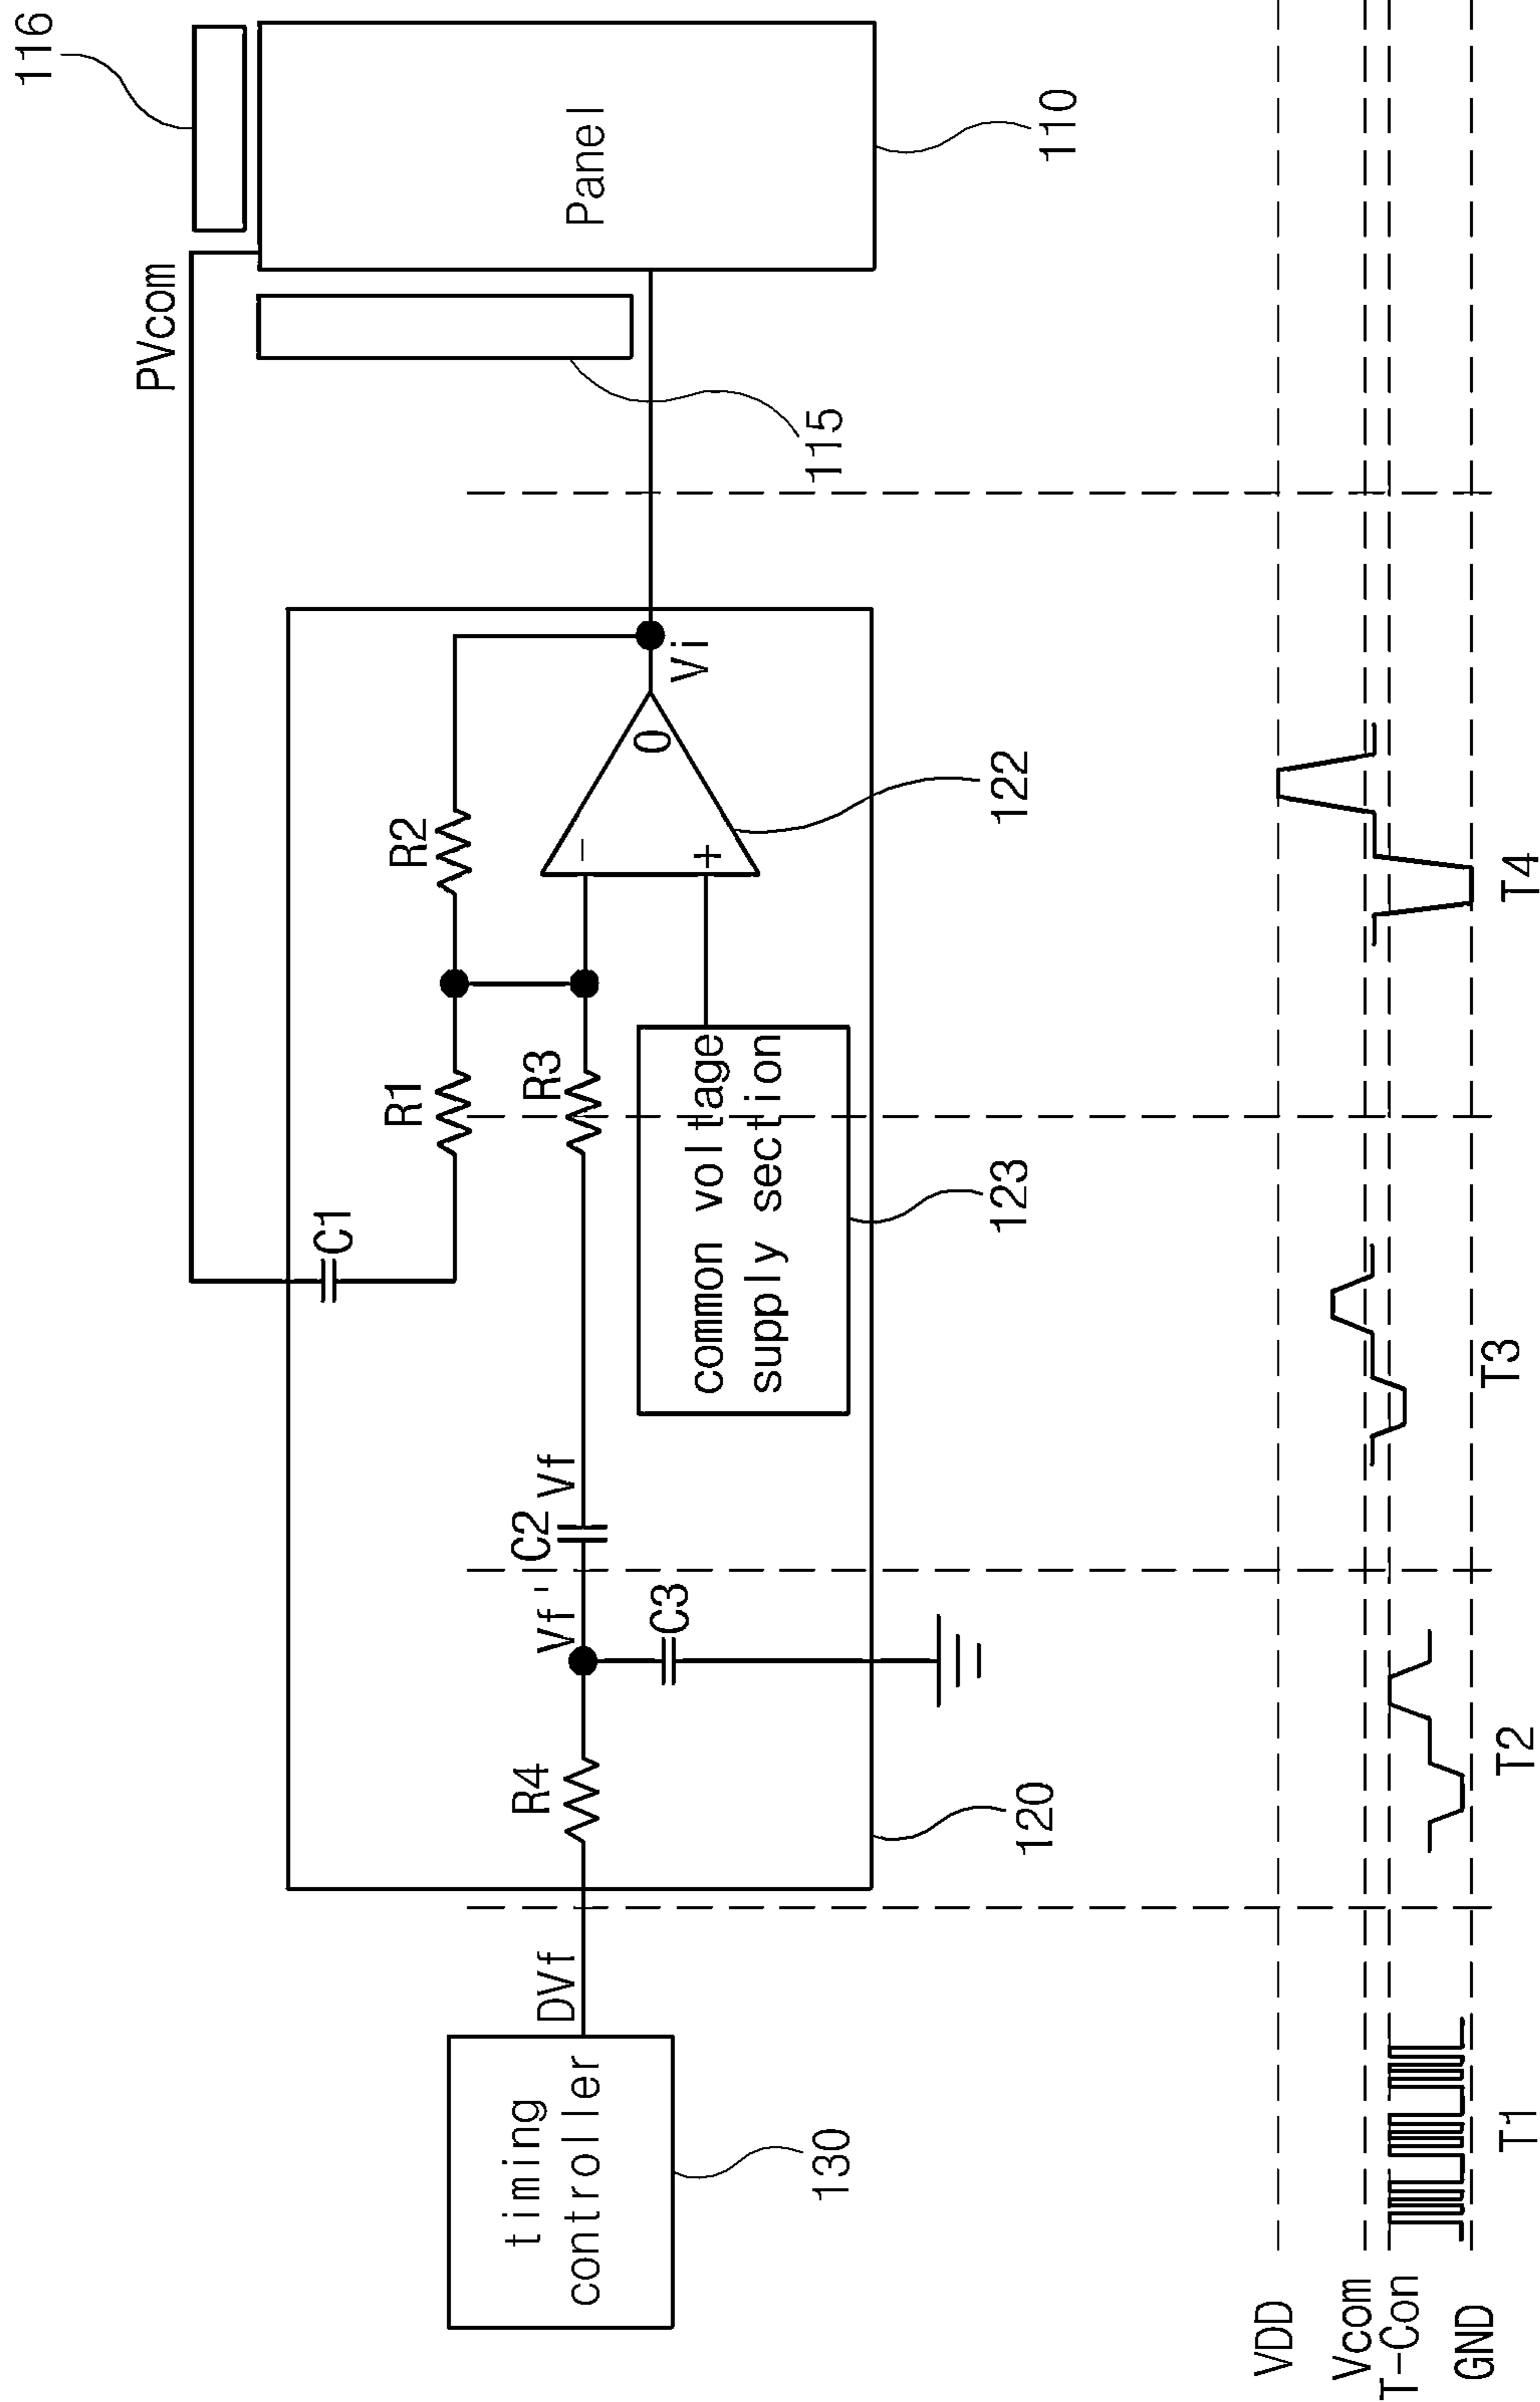 116
PVcom
Panel
110
115
C1
R1
R2
R3
Vi
O
−
+
122
common voltage
supply section
123
timing
controller
130
DVf
R4
Vf'
C2
Vf
C3
120
VDD
Vcom
T-Con
GND
T1
T2
T3
T4